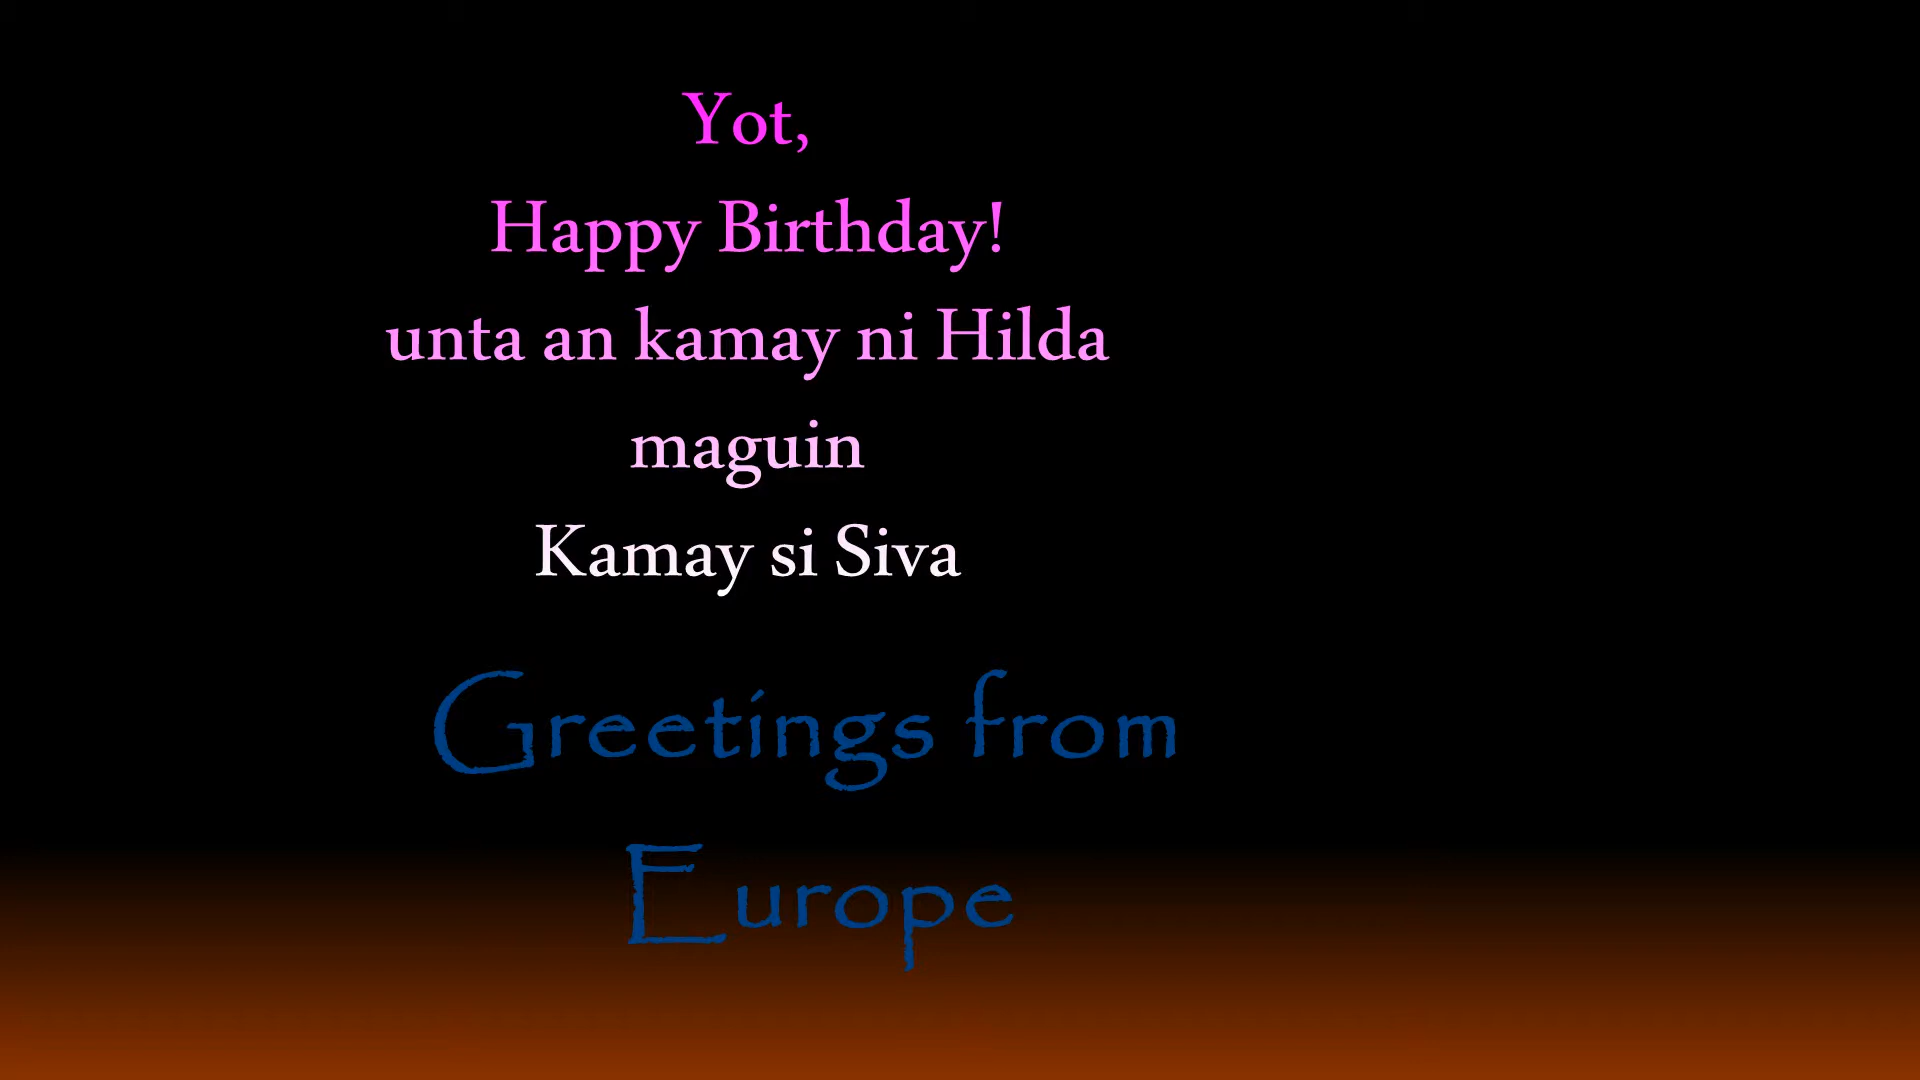 Yot,
Happy Birthday!
unta an kamay ni Hilda
maguin
Kamay si Siva
Greetings from
Europe